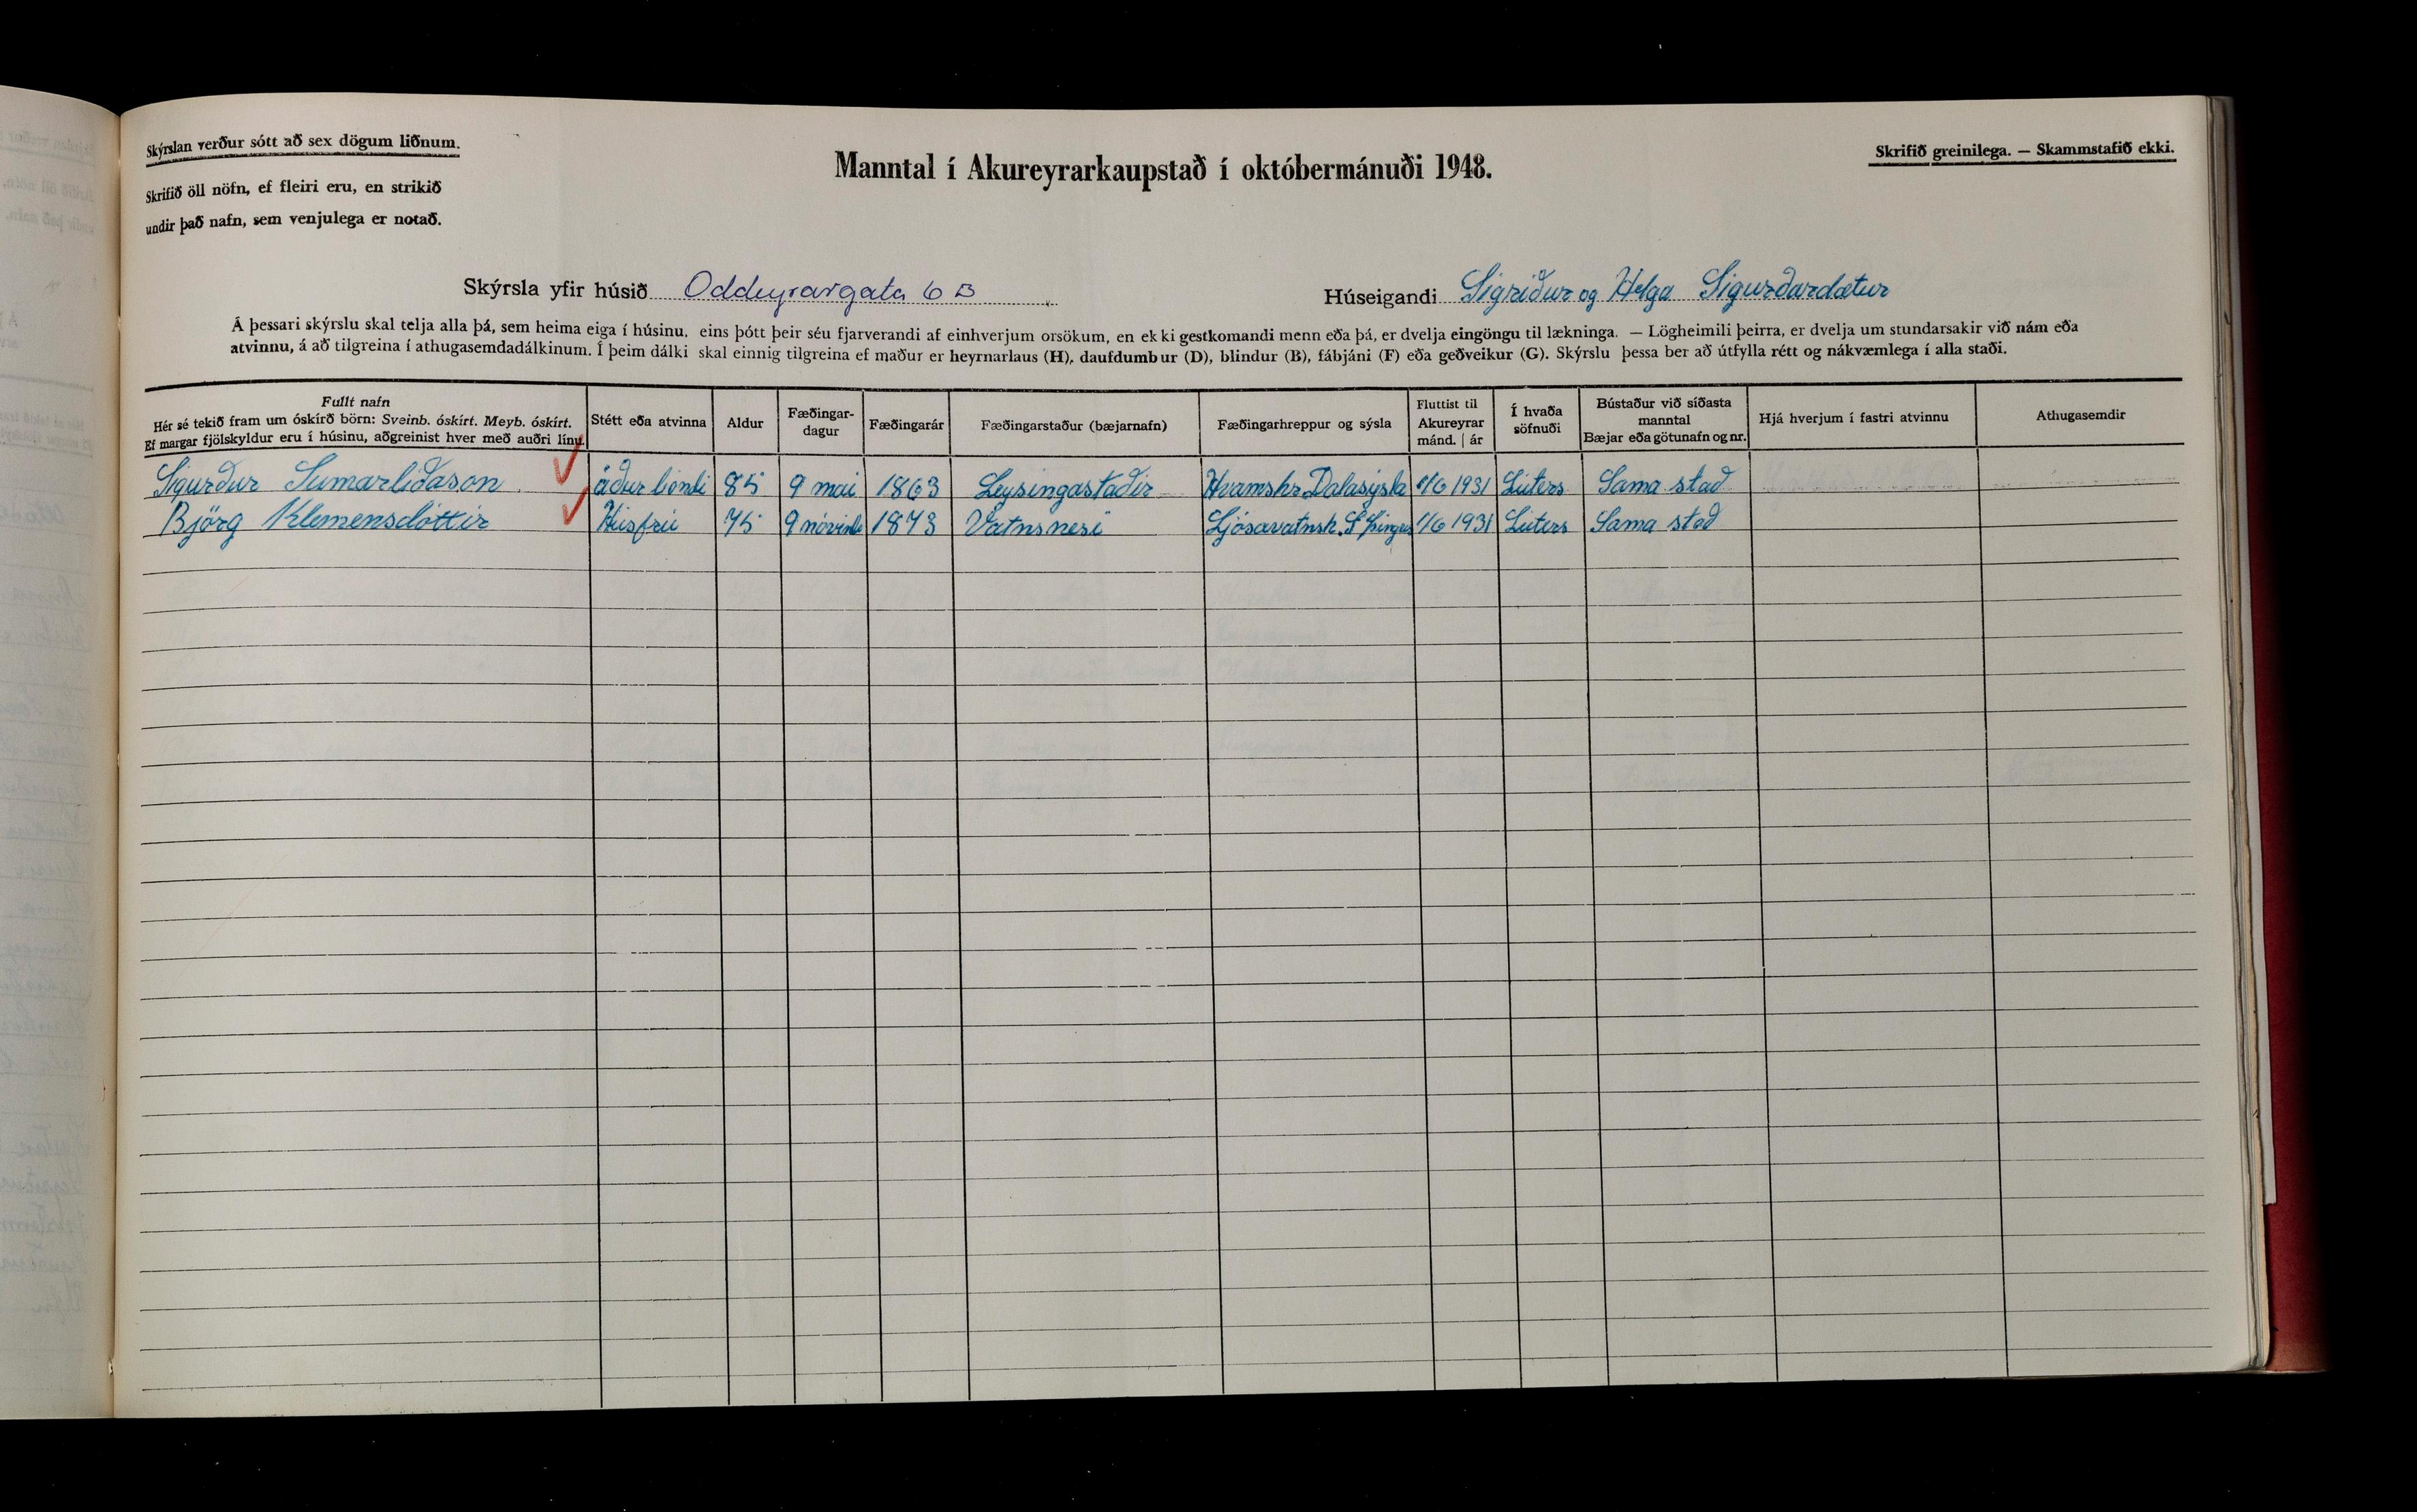 Skýrslan verður sótt að sex dögum liðnum.
Skrifið öll nöfn, ef fleiri eru, en strikið
undir það nafn, sem venjulega er notað.
Manntal í Akureyrarkaupstað í októbermánuði 1948.
Skrifið greinilega. — Skammstafið ekki.
Skýrsla yfir húsið Oddeyrargata 6 B
Húseigandi Sigríður og Helga Sigurðardætur
Á þessari skýrslu skal telja alla þá, sem heima eiga í húsinu, eins þótt þeir séu fjarverandi af einhverjum orsökum, en ekki gestkomandi menn eða þá, er dvelja eingöngu til lækninga. — Lögheimili þeirra, er dvelja um stundarsakir við nám eða
atvinnu, á að tilgreina í athugasemdadálkinum. Í þeim dálki skal einnig tilgreina ef maður er heyrnarlaus (H), daufdumbur (D), blindur (B), fábjáni (F) eða geðveikur (G). Skýrslu þessa ber að útfylla rétt og nákvæmlega í alla staði.
Fullt nafn
Hér sé tekið fram um óskírð börn: Sveinb. óskírt. Meyb. óskírt.
Ef margar fjölskyldur eru í húsinu, aðgreinist hver með auðri línu.
Stétt eða atvinna
Aldur
Fæðingar-
dagur
Fæðingarár
Fæðingarstaður (bæjarnafn)
Fæðingarhreppur og sýsla
Fluttist til
Akureyrar
mánd. | ár
Í hvaða
söfnuði
Bústaður við síðasta
manntal
Bæjar eða götunafn og nr.
Hjá hverjum í fastri atvinnu
Athugasemdir
Sigurður Sumarliðason áður bóndi 85 9 mai 1863 Leysingastaðir Hvamshr. Dalasýsla 1/6 1931 Lúters Sama stað
Björg Klemensdóttir Húsfrú 75 9 nóvimb 1873 Vatnsnesi Ljósavatnsh. S Þingus 1/6 1931 Lúters Sama stað